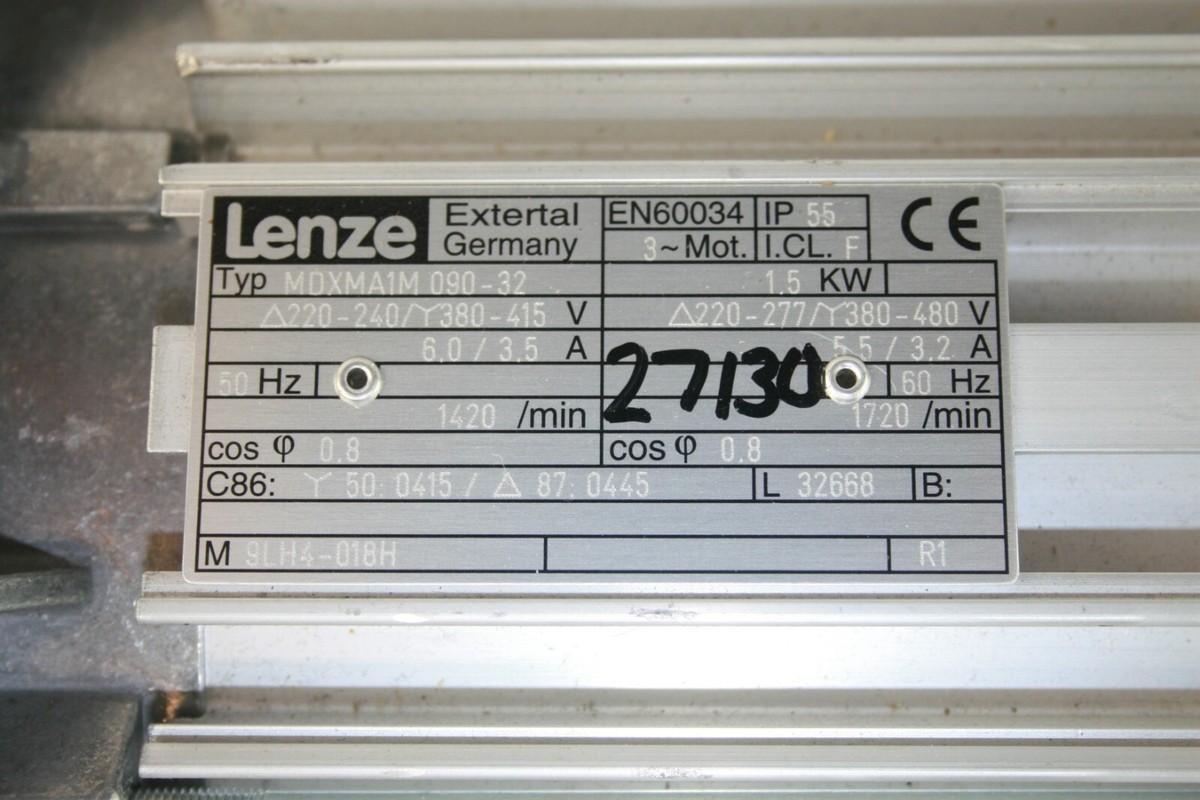 Lenze Extertal EN60034 IP 55 CE
Germany 3~Mot. I.CL. F
Typ MDXMA1M 090-32 1.5 KW
△220-240/Y380-415 V △220-277/Y380-480 V
6,0 / 3,5 A 5,5 / 3,2 A
50 Hz 27130 60 Hz
1420 /min 1720 /min
cos φ 0.8 cos φ 0.8
C86: Y 50: 0415 / △ 87: 0445 L 32668 B:
M 9LH4-018H R1